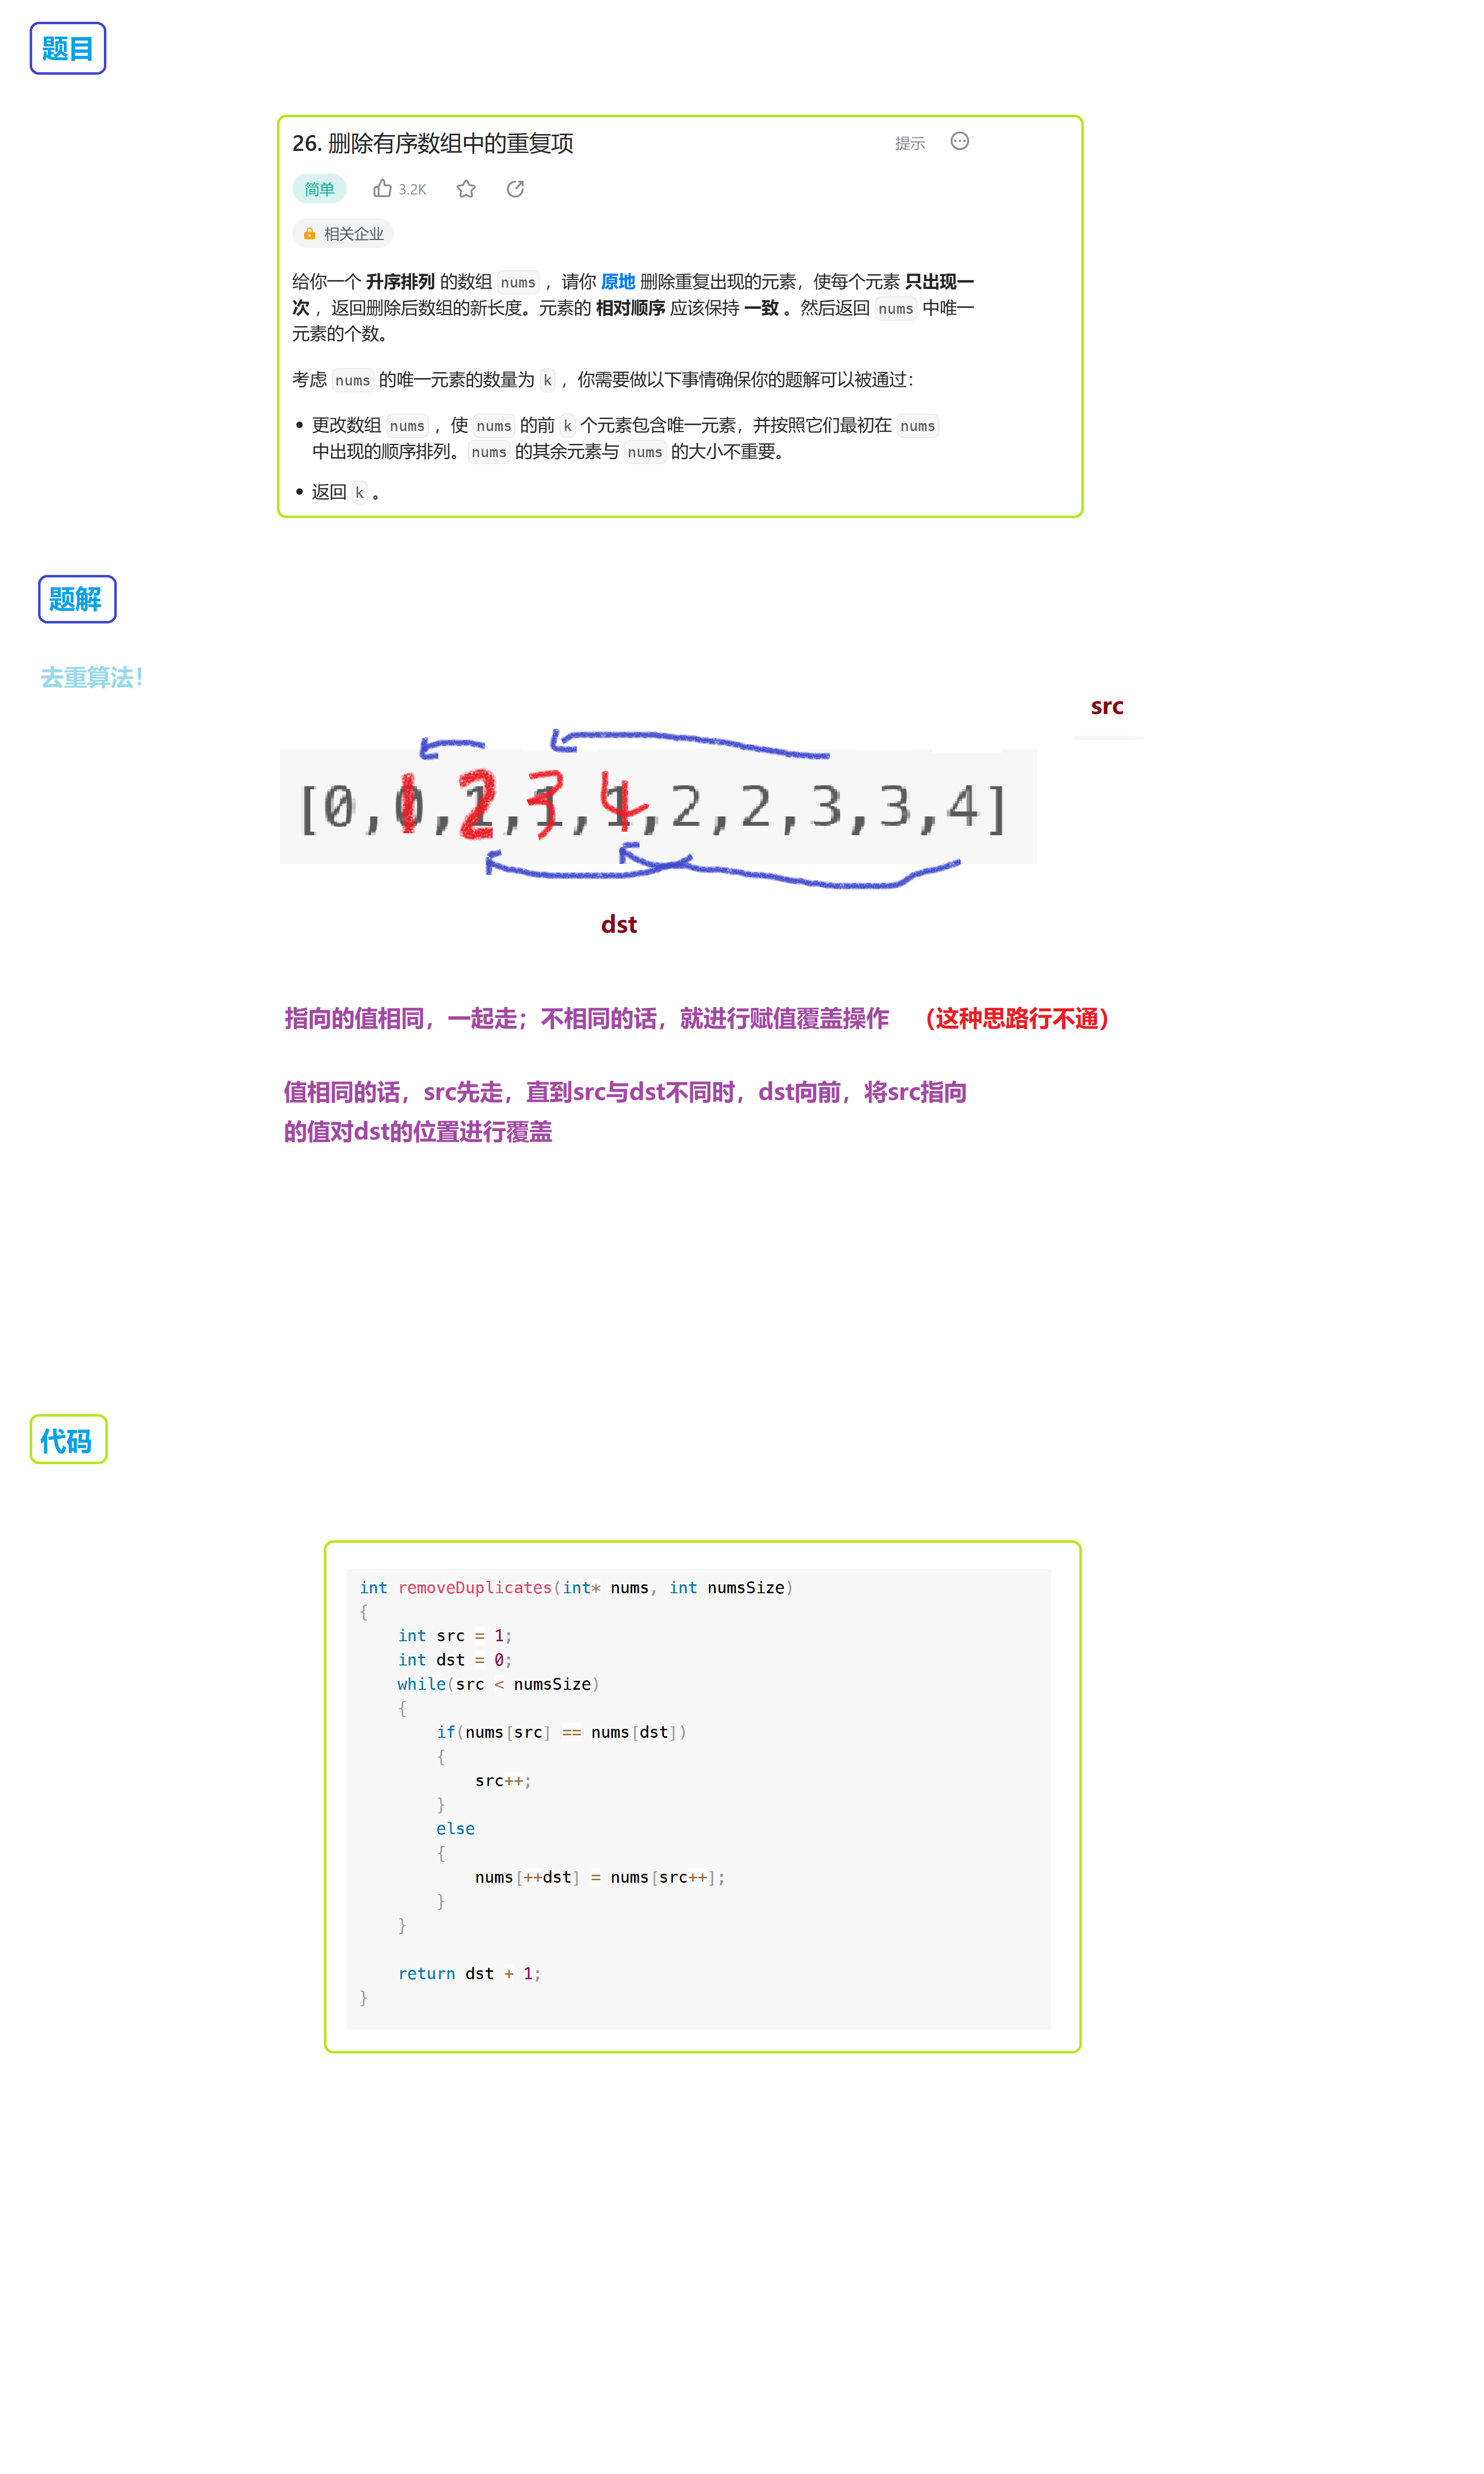 题目
26. 删除有序数组中的重复项
提示
简单
3.2K
相关企业
给你一个 升序排列 的数组 nums ，请你 原地 删除重复出现的元素，使每个元素 只出现一
次 ，返回删除后数组的新长度。元素的 相对顺序 应该保持 一致 。然后返回 nums 中唯一
元素的个数。
考虑 nums 的唯一元素的数量为 k ，你需要做以下事情确保你的题解可以被通过：
• 更改数组 nums ，使 nums 的前 k 个元素包含唯一元素，并按照它们最初在 nums
中出现的顺序排列。nums 的其余元素与 nums 的大小不重要。
• 返回 k 。
题解
去重算法！
src
1 2 3 4
[0,0,1,1,1,2,2,3,3,4]
dst
指向的值相同，一起走；不相同的话，就进行赋值覆盖操作 （这种思路行不通）
值相同的话，src先走，直到src与dst不同时，dst向前，将src指向
的值对dst的位置进行覆盖
代码
int removeDuplicates(int* nums, int numsSize)
{
    int src = 1;
    int dst = 0;
    while(src < numsSize)
    {
        if(nums[src] == nums[dst])
        {
            src++;
        }
        else
        {
            nums[++dst] = nums[src++];
        }
    }
    return dst + 1;
}